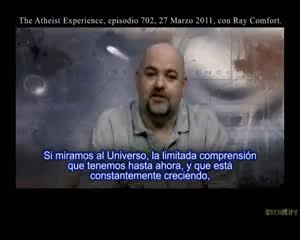 The Atheist Experience, episodio 702, 27 Marzo 2011, con Ray Comfort.
Si miramos al Universo, la limitada comprensión
que tenemos hasta ahora, y que está
constantemente creciendo,